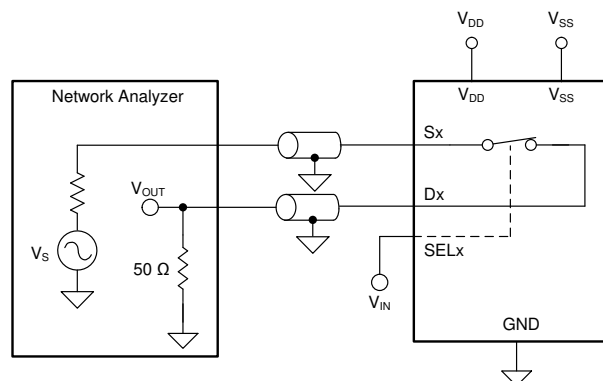 V_DD
V_SS
Network Analyzer
V_DD
V_SS
Sx
V_OUT
Dx
V_S
50 Ω
SELx
V_IN
GND